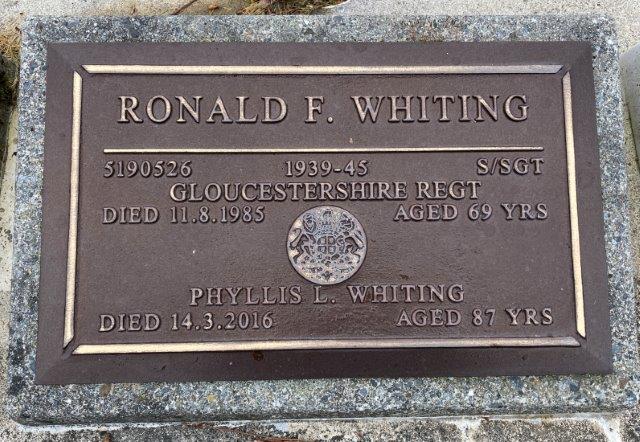 RONALD F. WHITING
5190526 1939-45 S/SGT
GLOUCESTERSHIRE REGT
DIED 11.8.1985 AGED 69 YRS
PHYLLIS L. WHITING
DIED 14.3.2016 AGED 87 YRS